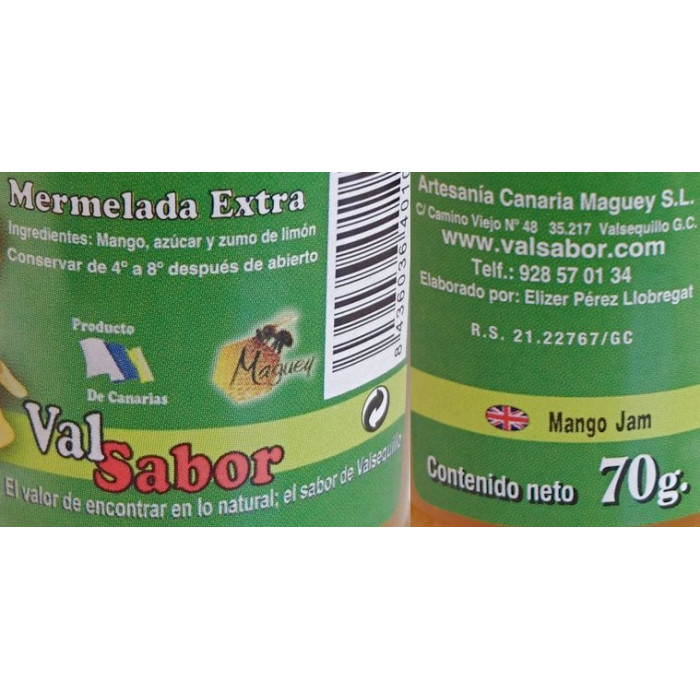 Mermelada Extra
Ingredientes: Mango, azúcar y zumo de limón
Conservar de 4º a 8º después de abierto
Producto
De Canarias
Maguey
8 436036 4010
Val Sabor
El valor de encontrar en lo natural; el sabor de Valsequillo
Artesanía Canaria Maguey S.L.
C/ Camino Viejo Nº 48 35.217 Valsequillo G.C.
www.valsabor.com
Telf.: 928 57 01 34
Elaborado por: Elizer Pérez Llobregat
R.S. 21.22767/GC
Mango Jam
Contenido neto 70g.